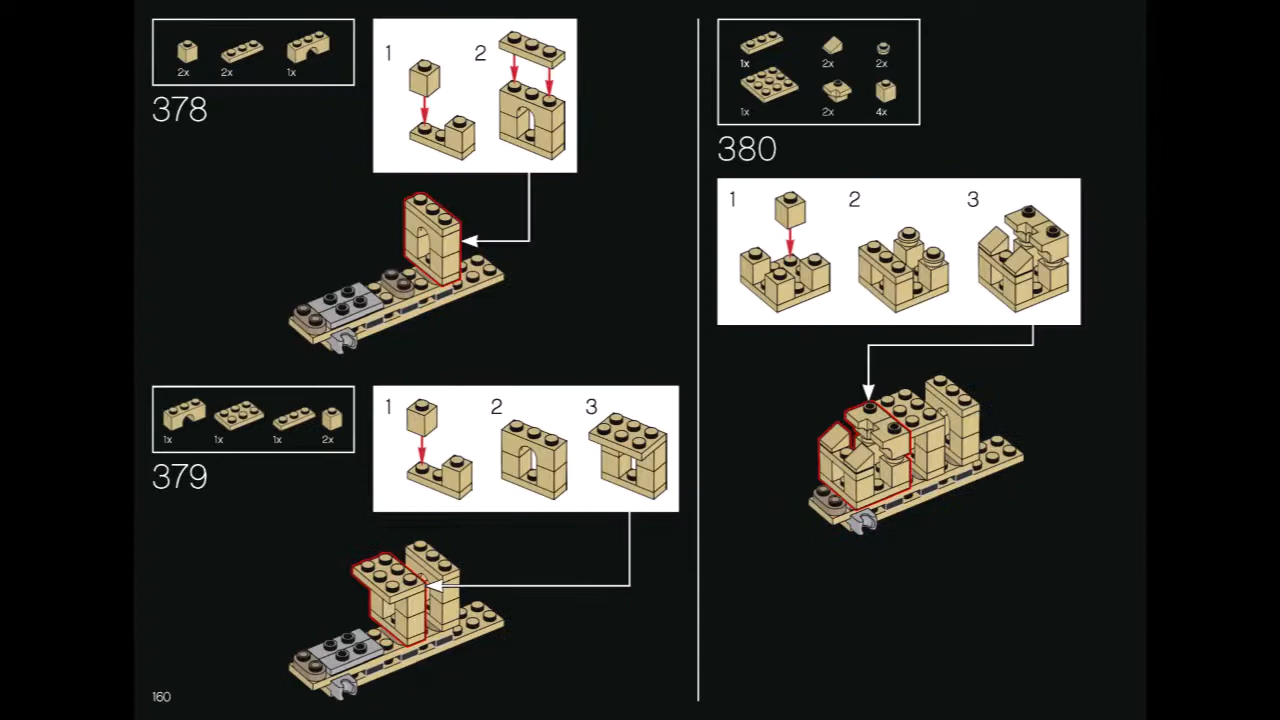 2x 2x 1x
378
1 2
1x 1x 1x 2x
379
1 2 3
160
1x 2x 2x
1x 2x 4x
380
1 2 3